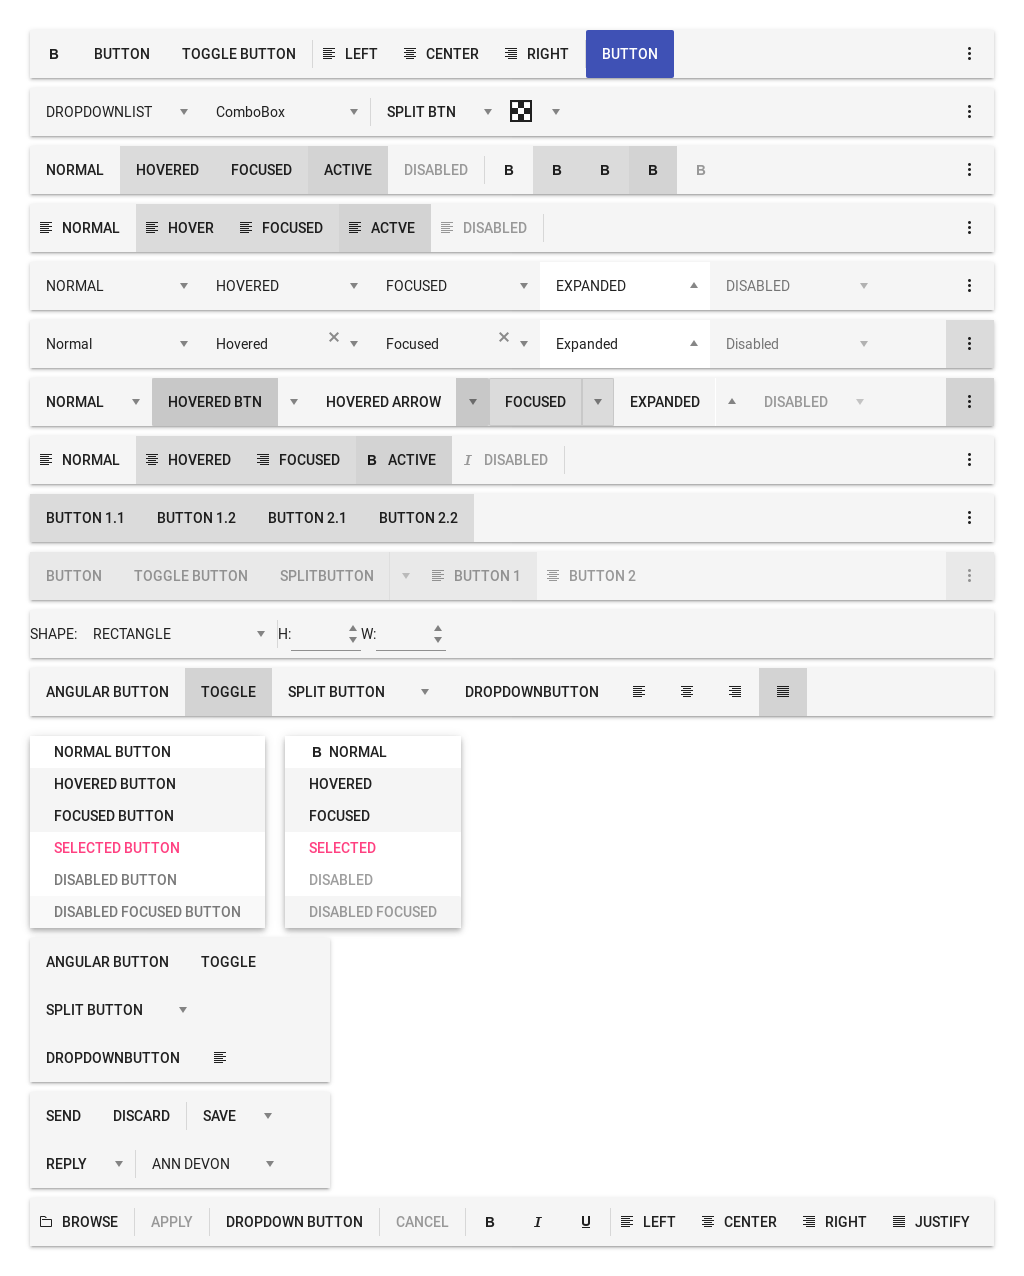 B BUTTON TOGGLE BUTTON LEFT CENTER RIGHT BUTTON
DROPDOWNLIST ComboBox SPLIT BTN
NORMAL HOVERED FOCUSED ACTIVE DISABLED B B B B B
NORMAL HOVER FOCUSED ACTVE DISABLED
NORMAL HOVERED FOCUSED EXPANDED DISABLED
Normal Hovered Focused Expanded Disabled
NORMAL HOVERED BTN HOVERED ARROW FOCUSED EXPANDED DISABLED
NORMAL HOVERED FOCUSED B ACTIVE I DISABLED
BUTTON 1.1 BUTTON 1.2 BUTTON 2.1 BUTTON 2.2
BUTTON TOGGLE BUTTON SPLITBUTTON BUTTON 1 BUTTON 2
SHAPE: RECTANGLE H: W:
ANGULAR BUTTON TOGGLE SPLIT BUTTON DROPDOWNBUTTON
NORMAL BUTTON
HOVERED BUTTON
FOCUSED BUTTON
SELECTED BUTTON
DISABLED BUTTON
DISABLED FOCUSED BUTTON
B NORMAL
HOVERED
FOCUSED
SELECTED
DISABLED
DISABLED FOCUSED
ANGULAR BUTTON TOGGLE
SPLIT BUTTON
DROPDOWNBUTTON
SEND DISCARD SAVE
REPLY ANN DEVON
BROWSE APPLY DROPDOWN BUTTON CANCEL B I U LEFT CENTER RIGHT JUSTIFY